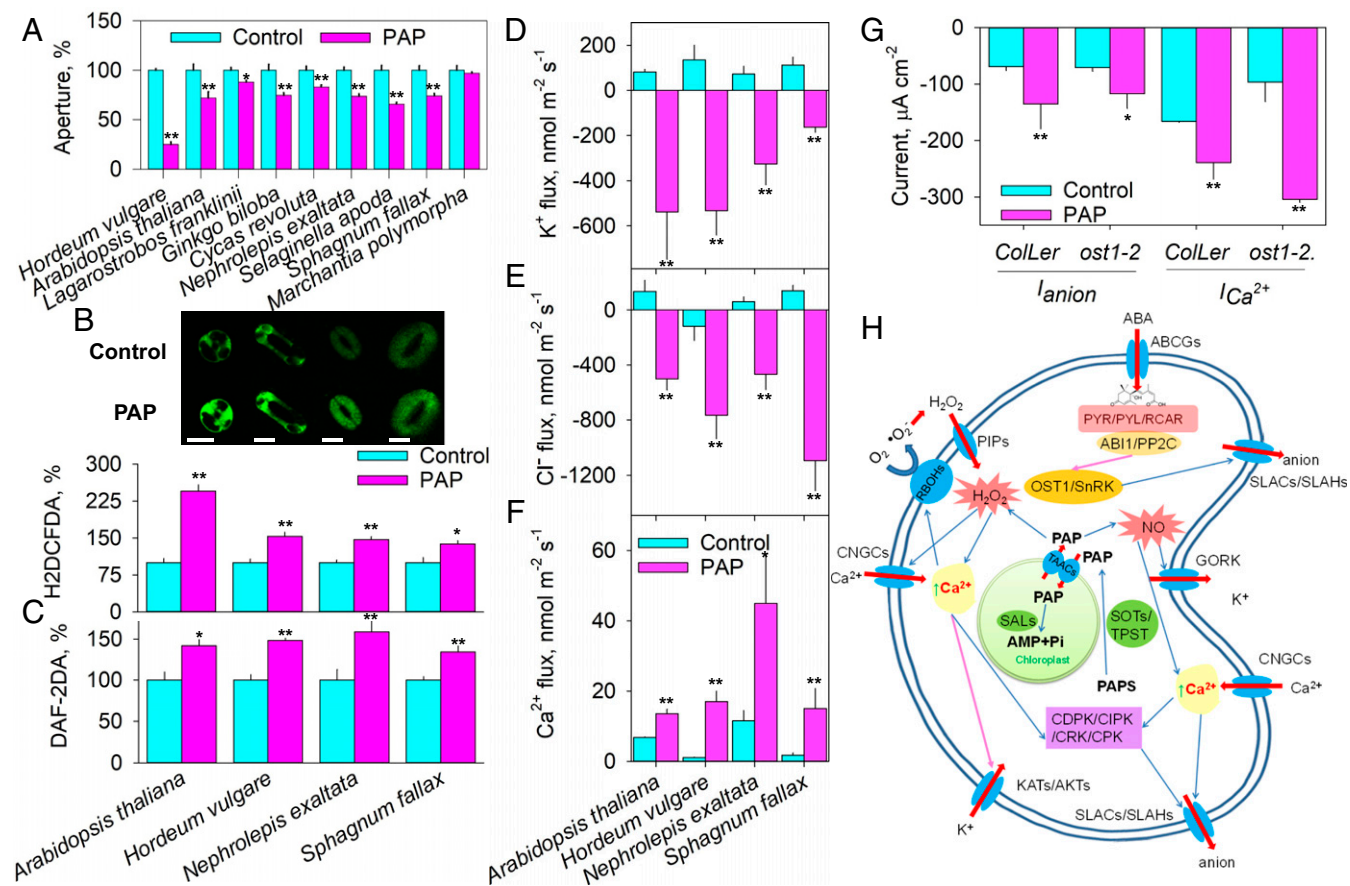 A
Aperture, %
150
100
50
0
Control
PAP
Hordeum vulgare
Arabidopsis thaliana
Lagarostrobos franklinii
Ginkgo biloba
Cycas revoluta
Nephrolepis exaltata
Selaginella apoda
Sphagnum fallax
Marchantia polymorpha
**
**
*
**
**
**
**
**
B
Control
PAP
Control
PAP
H2DCFDA, %
300
225
150
75
0
**
**
**
*
C
DAF-2DA, %
150
100
50
0
*
**
**
**
Arabidopsis thaliana
Hordeum vulgare
Nephrolepis exaltata
Sphagnum fallax
D
K+ flux, nmol m-2 s-1
200
0
-200
-400
-600
**
**
**
**
E
Cl- flux, nmol m-2 s-1
0
-400
-800
-1200
**
**
**
**
F
Ca2+ flux, nmol m-2 s-1
60
40
20
0
Control
PAP
**
**
*
**
Arabidopsis thaliana
Hordeum vulgare
Nephrolepis exaltata
Sphagnum fallax
G
Current, µA cm-2
0
-100
-200
-300
Control
PAP
**
*
**
**
ColLer ost1-2 ColLer ost1-2.
Ianion ICa2+
H
ABA
ABCGs
OH
OH
PYR/PYL/RCAR
ABI1/PP2C
H2O2
•O2-
O2
PIPs
RBOHs
H2O2
OST1/SnRK
anion
SLACs/SLAHs
NO
PAP
PAP
TAACs
PAP
SALs
AMP+Pi
Chloroplast
SOTs/
TPST
PAPS
CNGCs
Ca2+
↑Ca2+
GORK
K+
CNGCs
Ca2+
↑Ca2+
CDPK/CIPK
/CRK/CPK
KATs/AKTs
K+
SLACs/SLAHs
anion